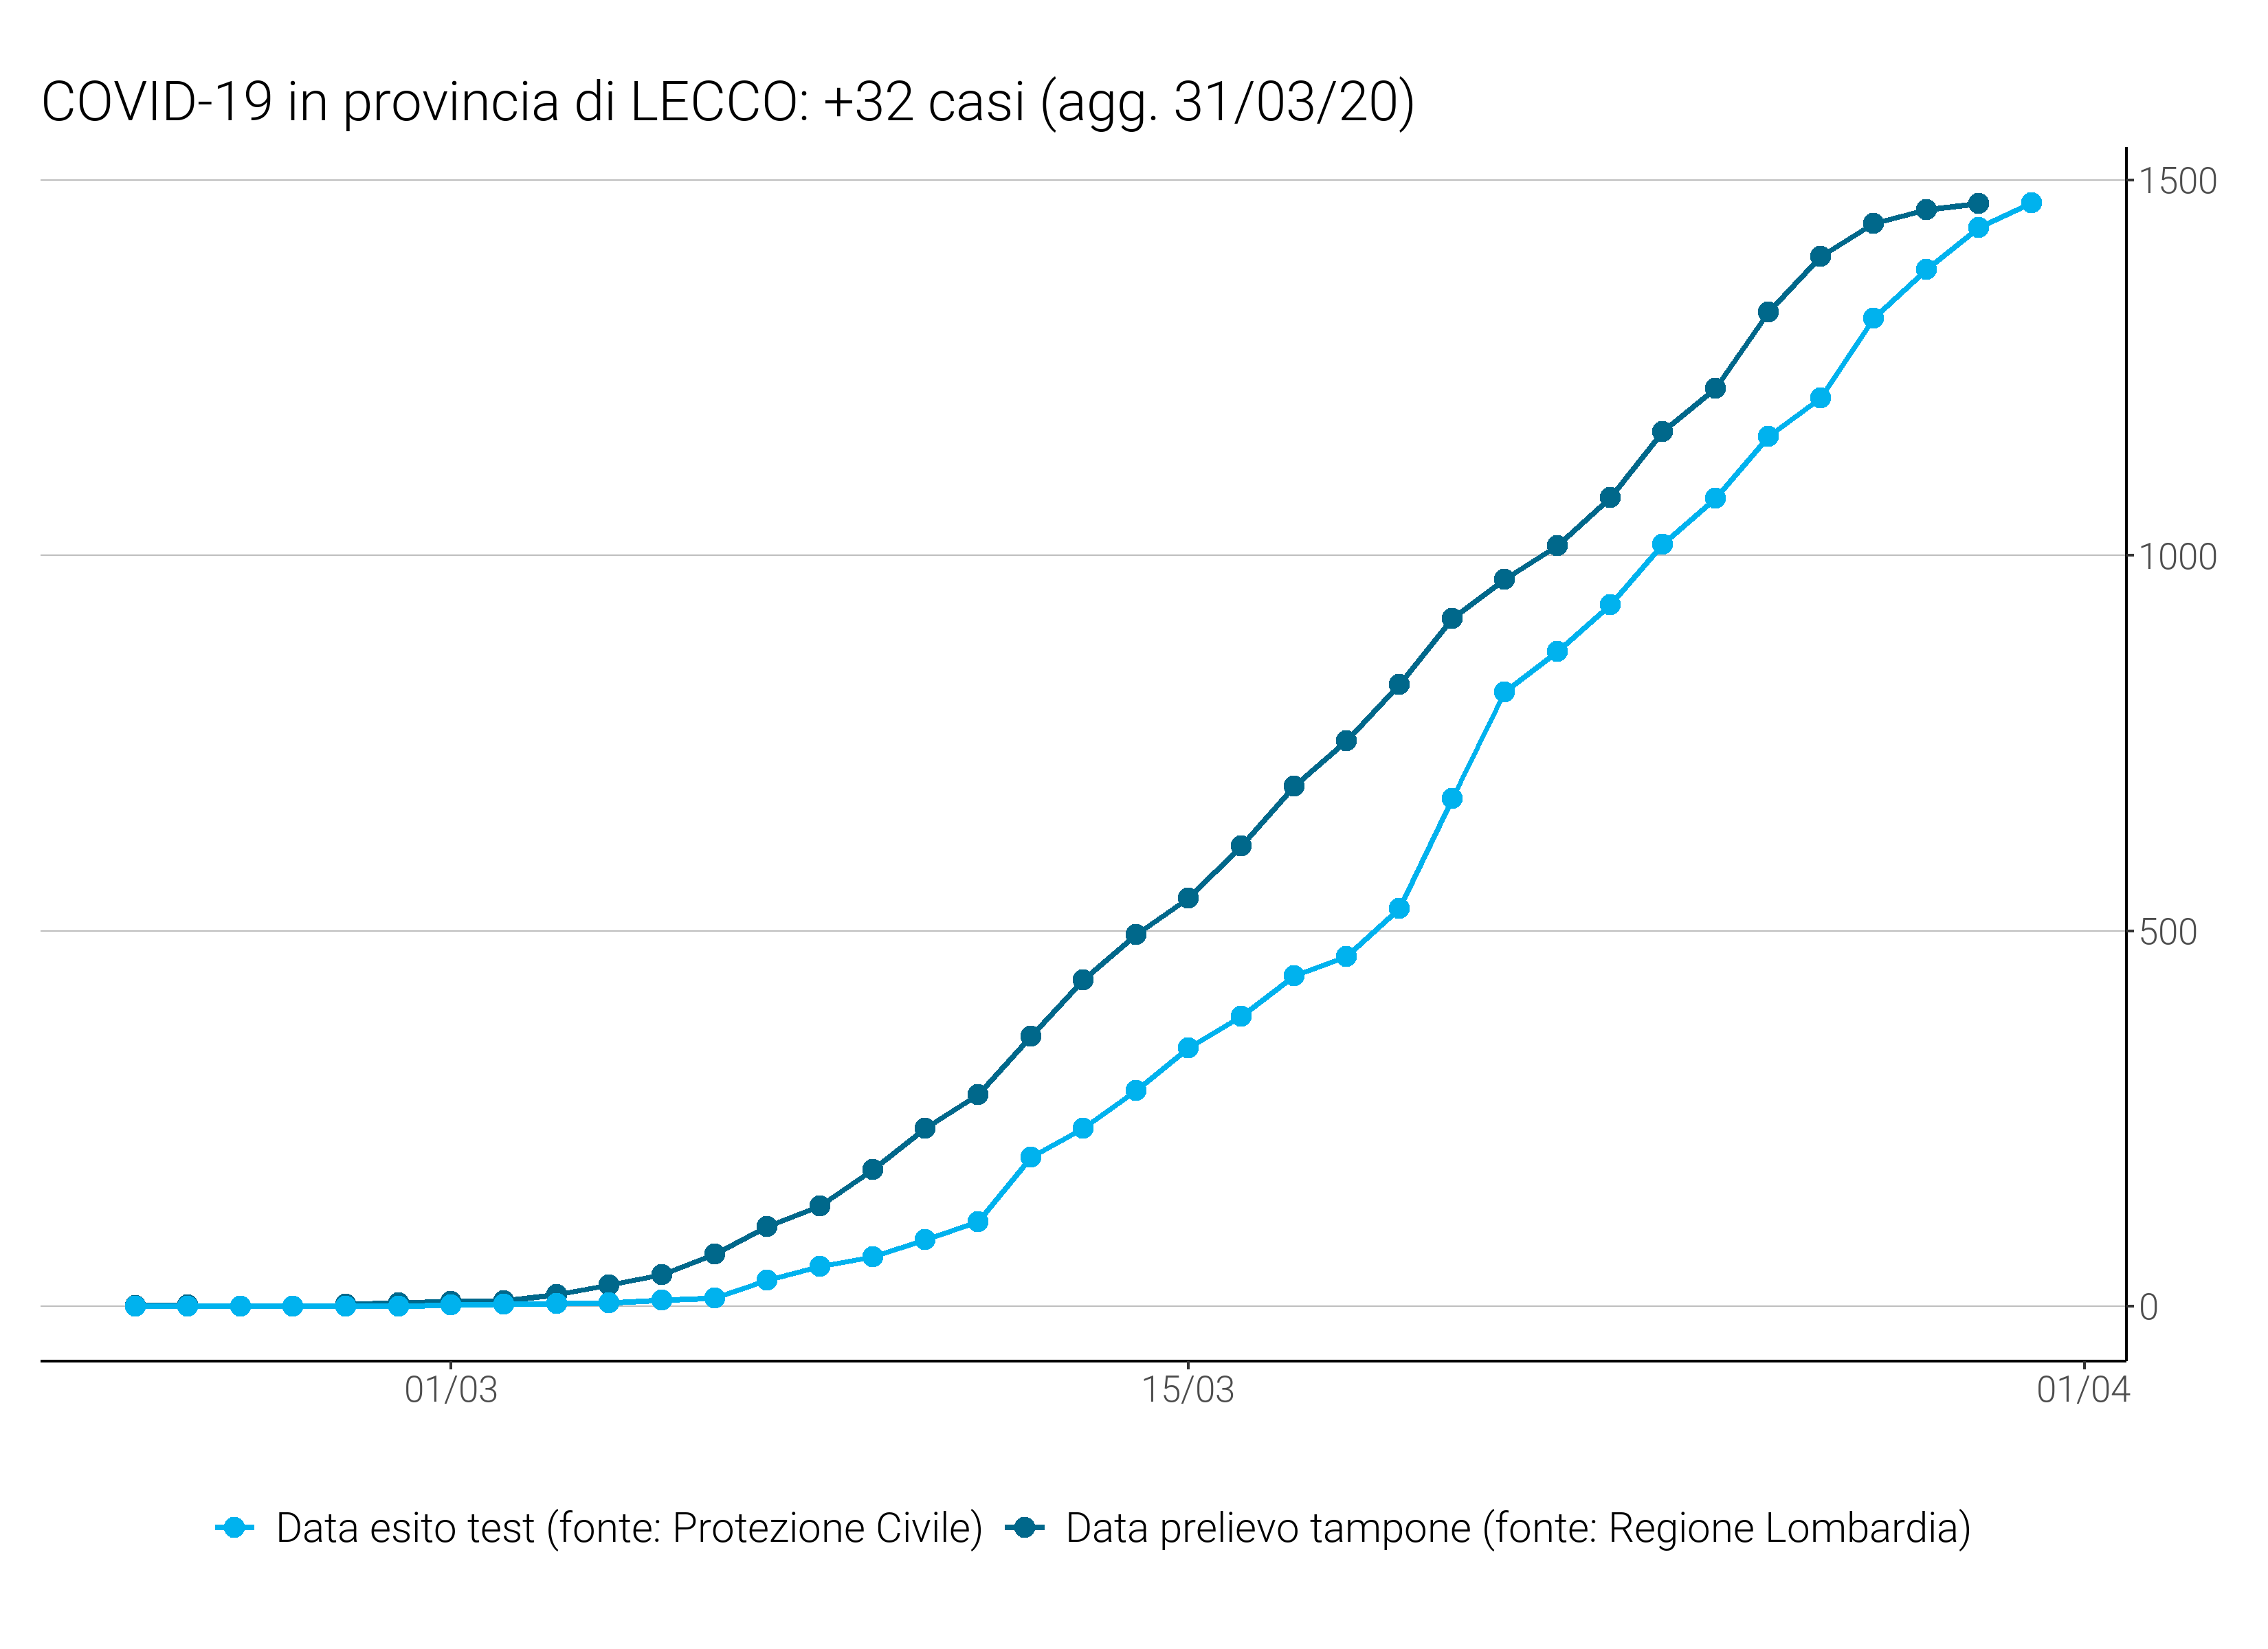 COVID-19 in provincia di LECCO: +32 casi (agg. 31/03/20)
1500
1000
500
0
01/03 15/03 01/04
Data esito test (fonte: Protezione Civile) Data prelievo tampone (fonte: Regione Lombardia)